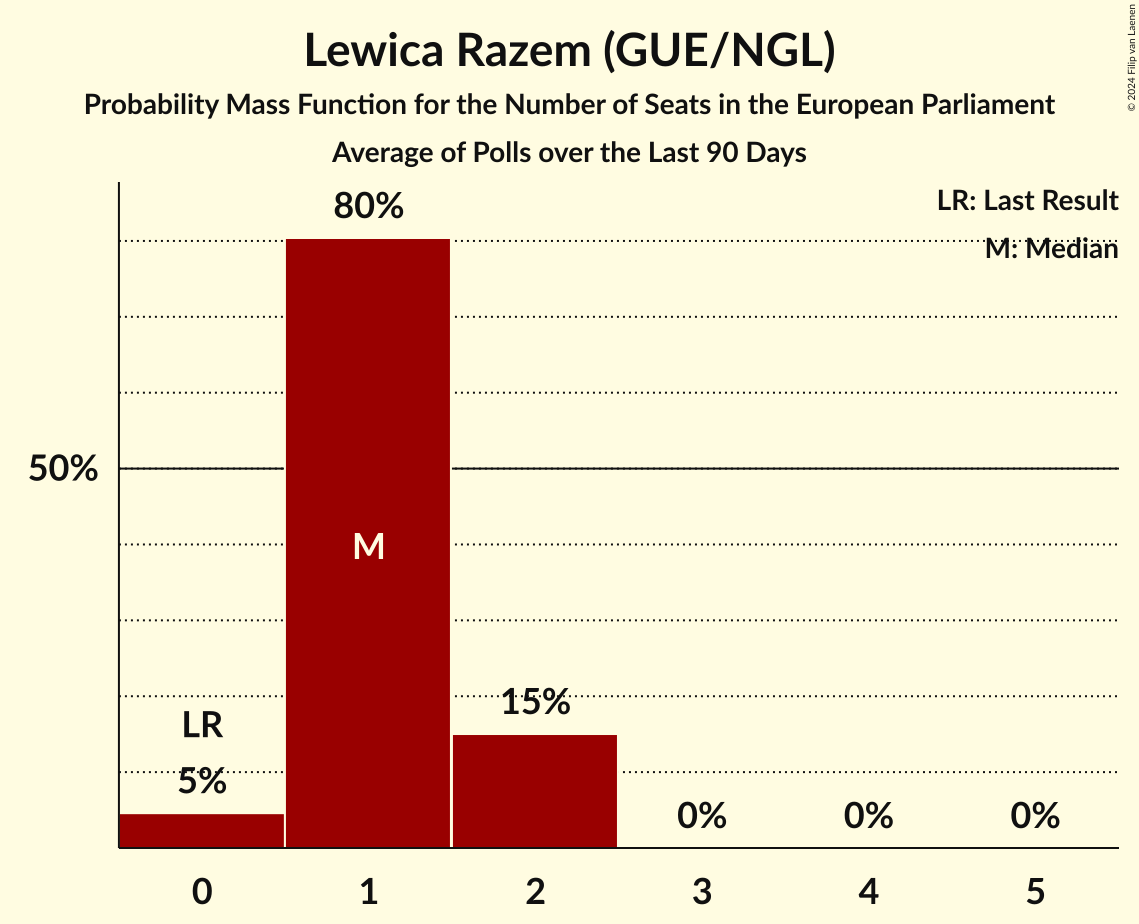 Lewica Razem (GUE/NGL)
Probability Mass Function for the Number of Seats in the European Parliament
Average of Polls over the Last 90 Days
© 2024 Filip van Laenen
LR: Last Result
M: Median
80%
50%
M
15%
LR
5%
0%
0%
0%
0
1
2
3
4
5